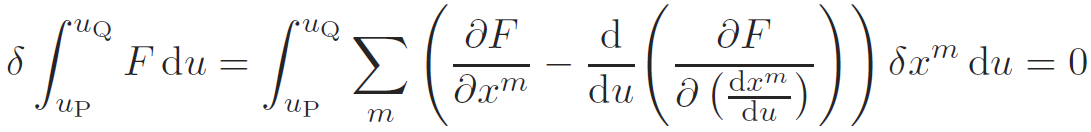 δ ∫_{u_P}^{u_Q} F du = ∫_{u_P}^{u_Q} ∑_m ( ∂F/∂x^m − d/du ( ∂F/∂(dx^m/du) ) ) δx^m du = 0